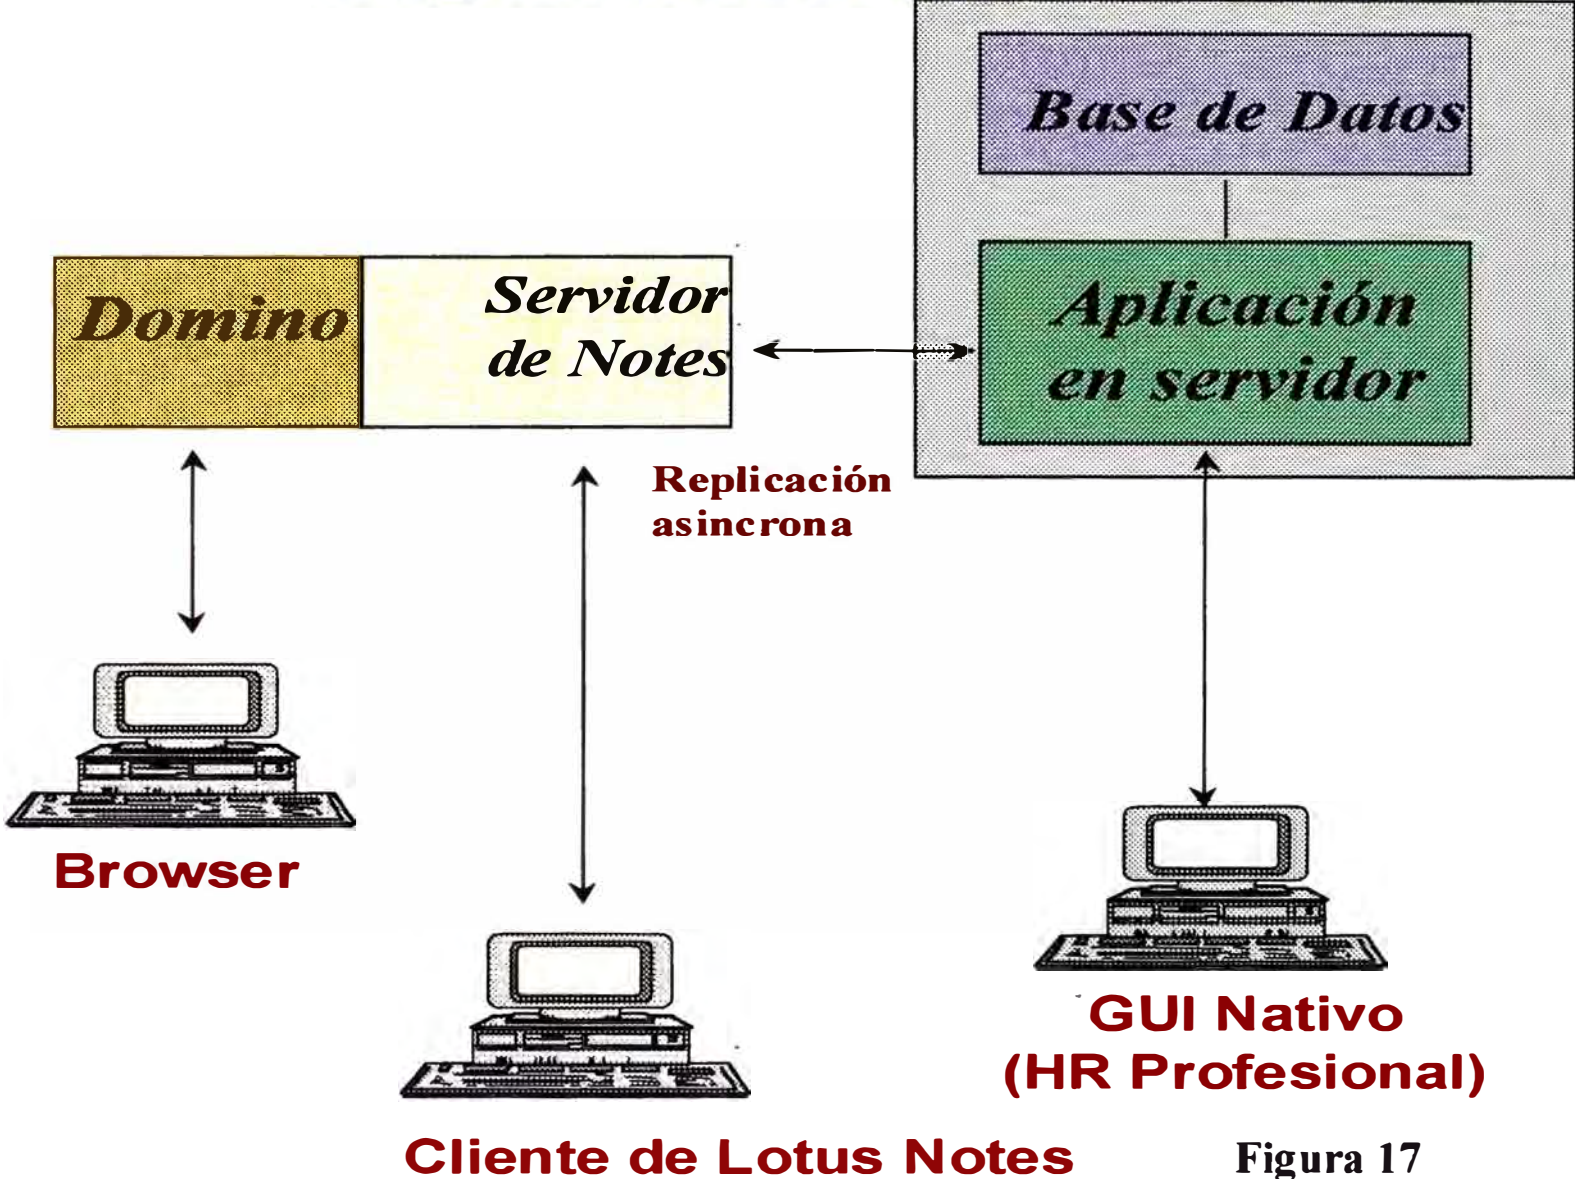 Base de Datos
Domino
Servidor
de Notes
Aplicación
en servidor
Replicación
asincrona
Browser
GUI Nativo
(HR Profesional)
Cliente de Lotus Notes
Figura 17